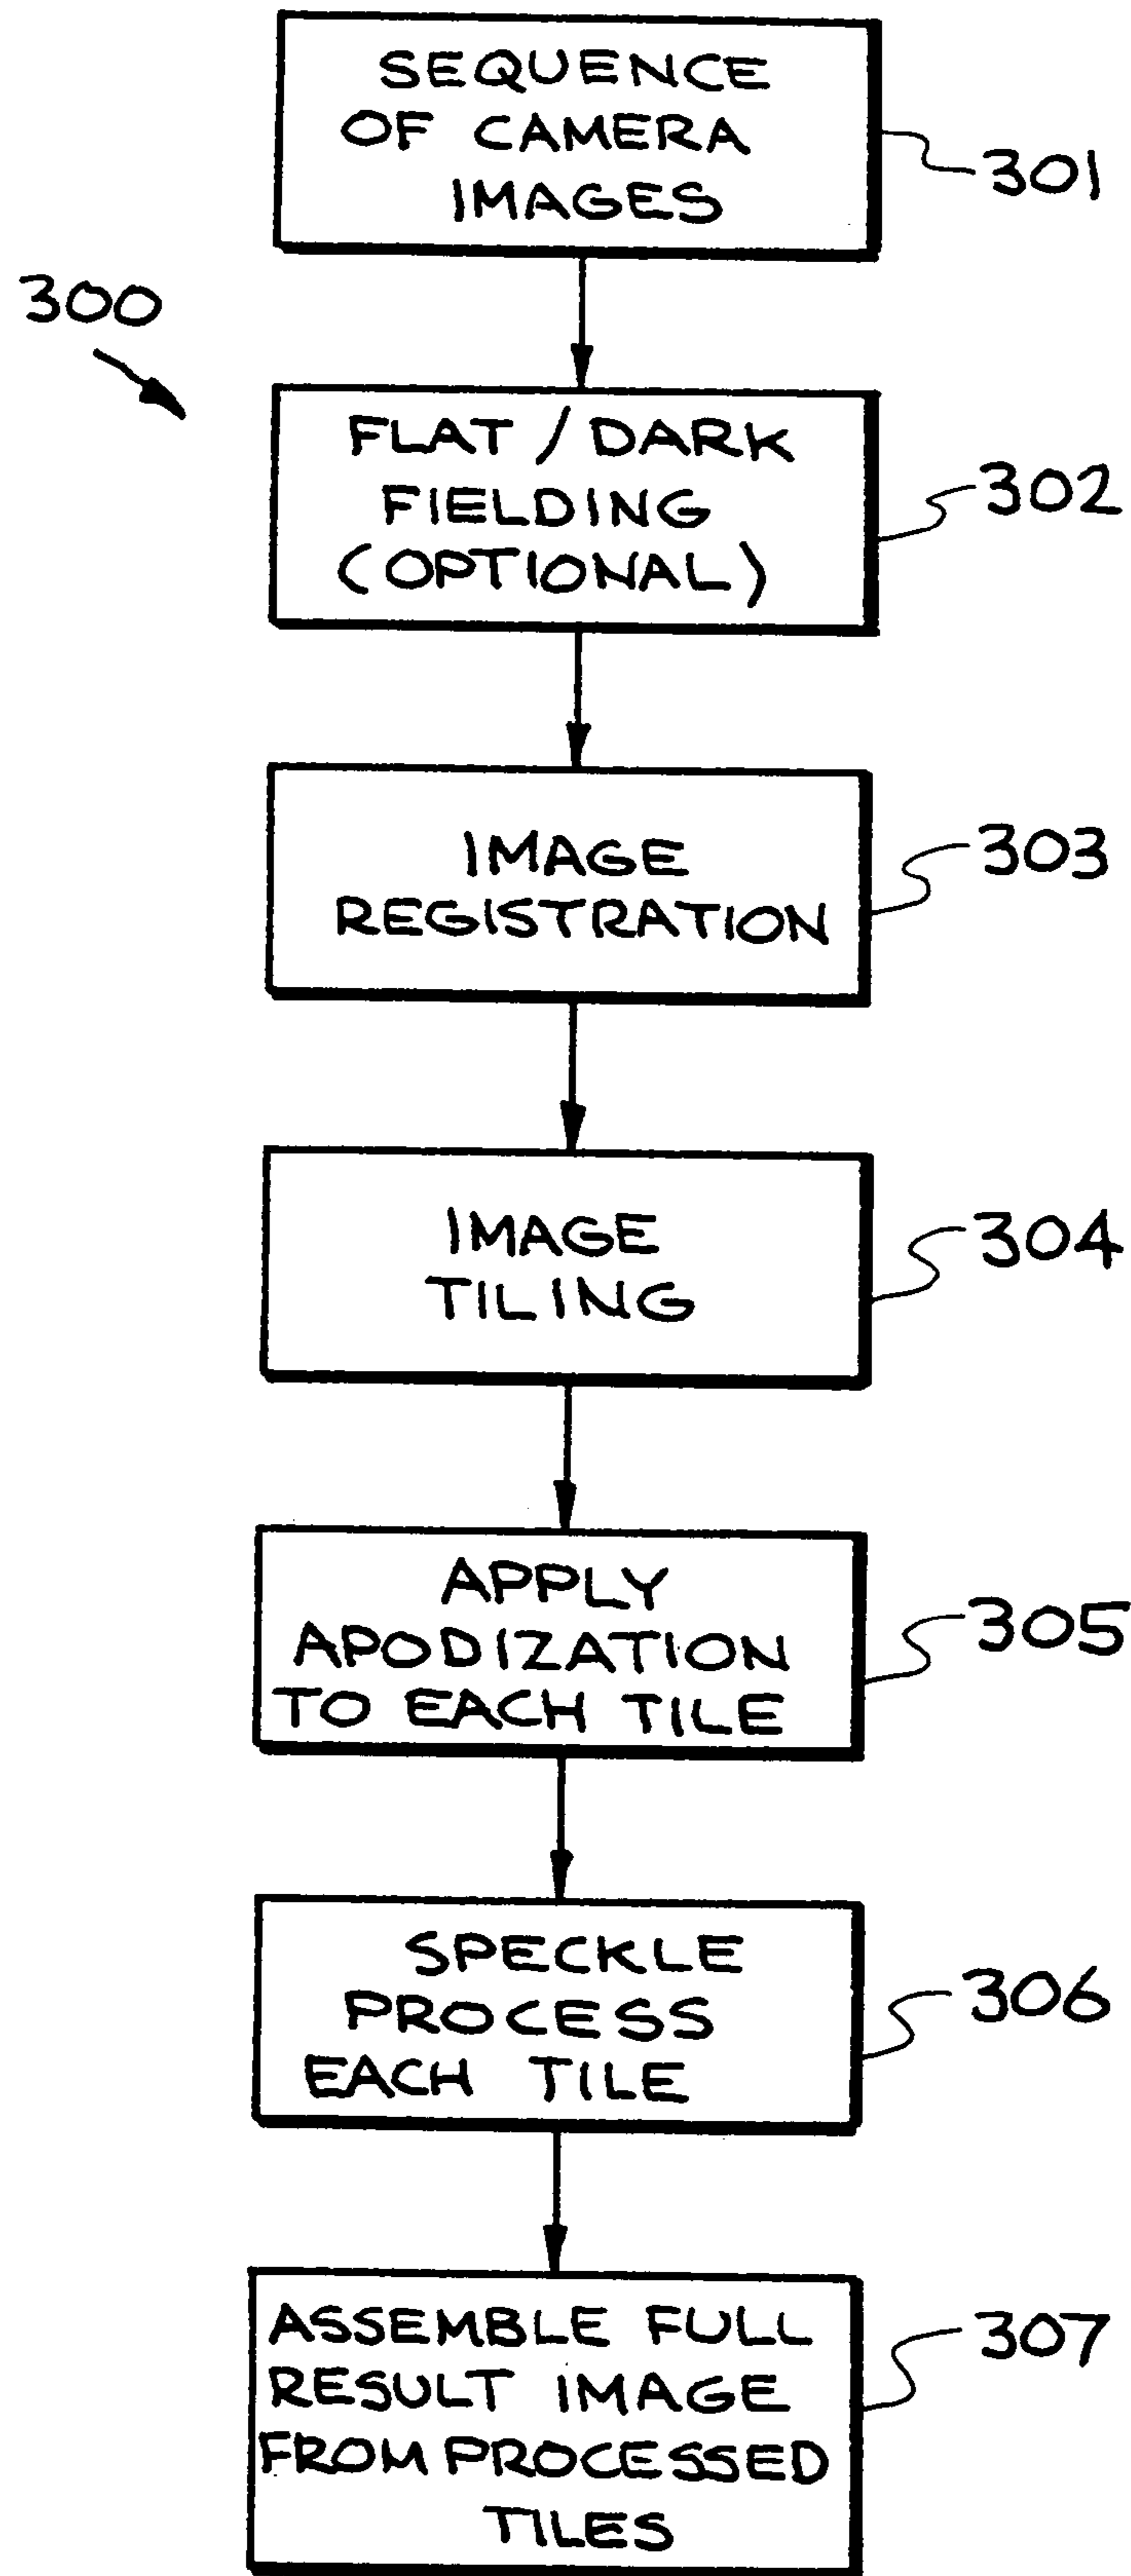 SEQUENCE
OF CAMERA
IMAGES
301
300
FLAT / DARK
FIELDING
(OPTIONAL)
302
IMAGE
REGISTRATION
303
IMAGE
TILING
304
APPLY
APODIZATION
TO EACH TILE
305
SPECKLE
PROCESS
EACH TILE
306
ASSEMBLE FULL
RESULT IMAGE
FROM PROCESSED
TILES
307